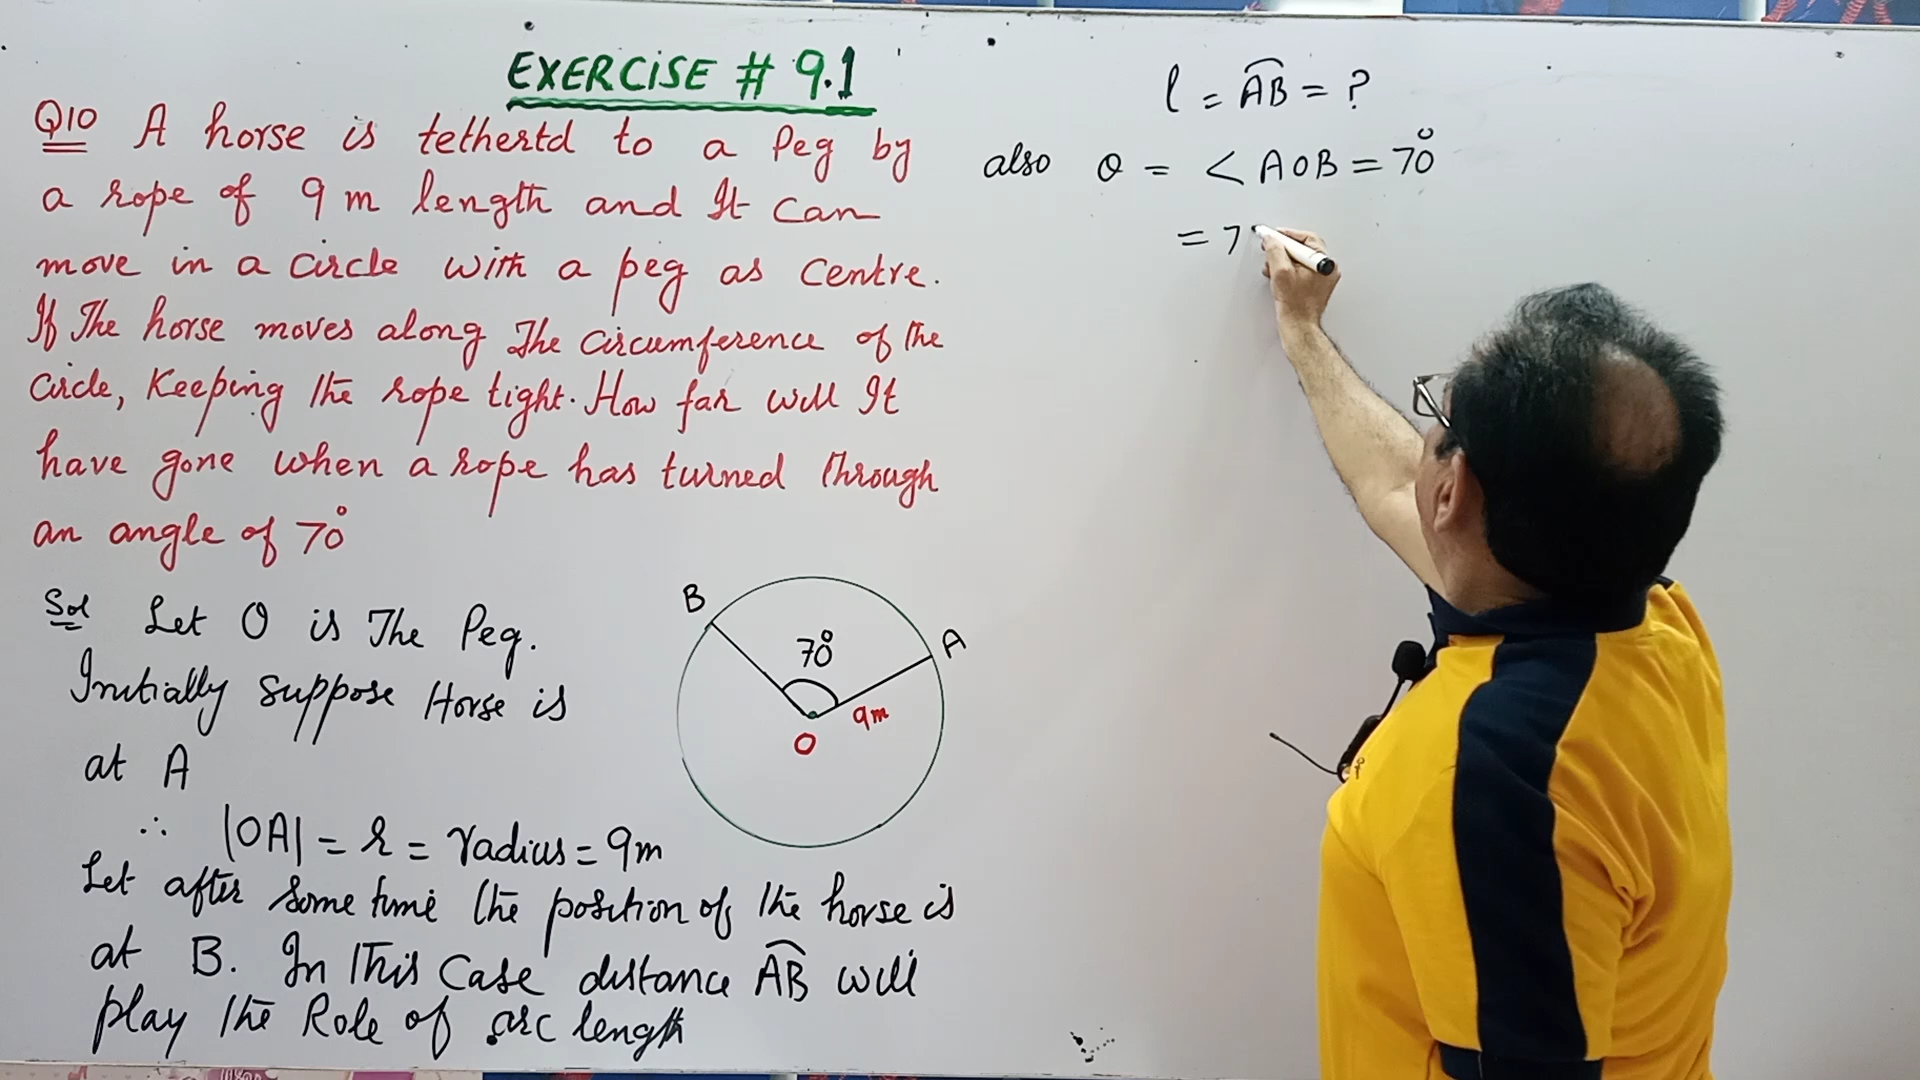 EXERCISE # 9.1
Q10 A horse is tethertd to a Peg by
a rope of 9 m length and It Can
move in a Circle with a peg as Centre.
If The horse moves along The Circumference of the
Circle, Keeping the rope tight. How far will It
have gone when a rope has turned through
an angle of 70°
Sol Let O is The Peg.
Initially suppose Horse is
at A
∴ |OA| = r = radius = 9m
Let after some time the position of the horse is
at B. In This Case distance A͡B will
play the Role of arc length
B
70°
A
9m
O
l = A͡B = ?
also θ = < AOB = 70°
= 7